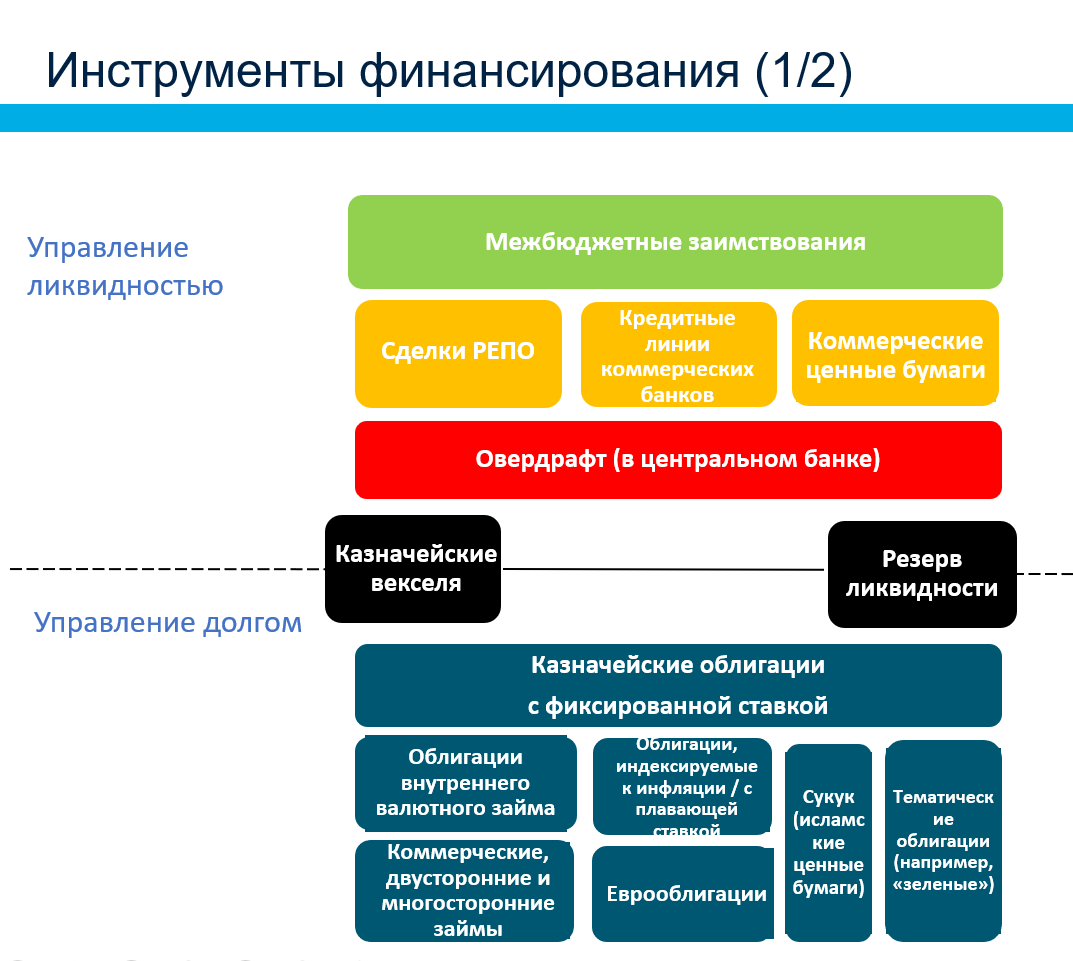 Инструменты финансирования (1/2)
Управление
ликвидностью
Межбюджетные заимствования
Сделки РЕПО
Кредитные
линии
коммерческих
банков
Коммерческие
ценные бумаги
Овердрафт (в центральном банке)
Казначейские
векселя
Резерв
ликвидности
Управление долгом
Казначейские облигации
с фиксированной ставкой
Облигации
внутреннего
валютного займа
Облигации,
индексируемые
к инфляции / с
плавающей
ставкой
Сукук
(исламс
кие
ценные
бумаги)
Тематическ
ие
облигации
(например,
«зеленые»)
Коммерческие,
двусторонние и
многосторонние
займы
Еврооблигации